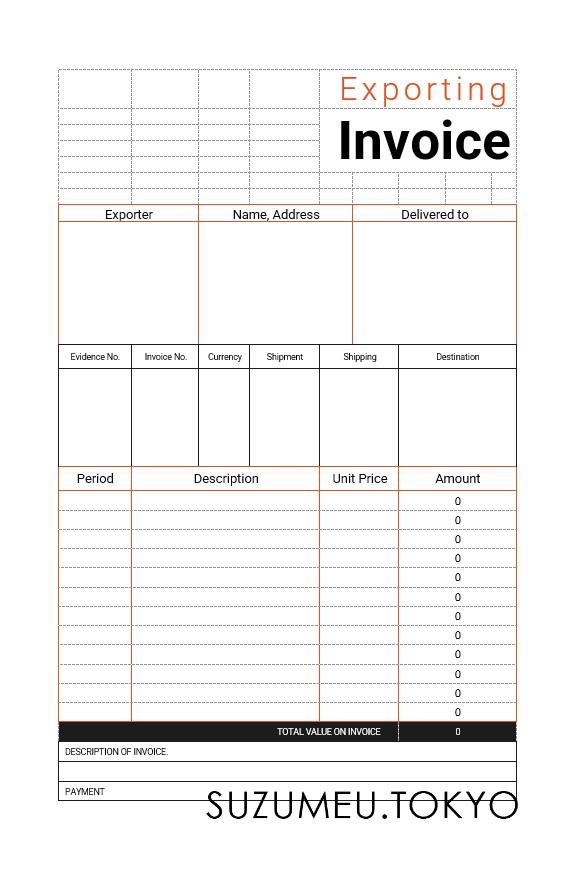 Exporting
Invoice
Exporter Name, Address Delivered to
Evidence No. Invoice No. Currency Shipment Shipping Destination
Period Description Unit Price Amount
0
0
0
0
0
0
0
0
0
0
0
0
TOTAL VALUE ON INVOICE 0
DESCRIPTION OF INVOICE.
PAYMENT
SUZUMEU.TOKYO